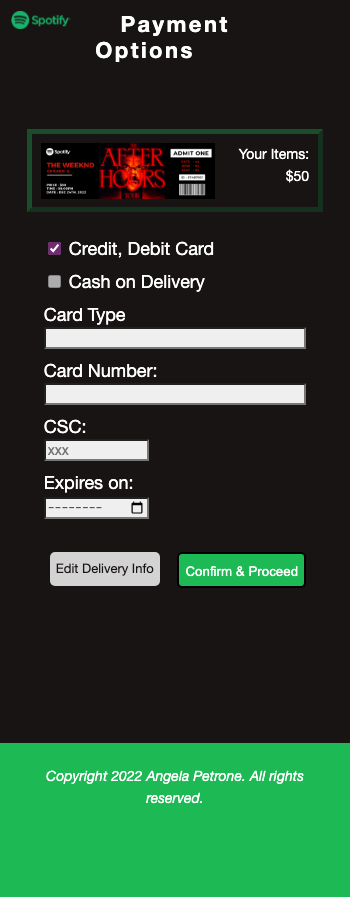 Spotify
Payment
Options
Spotify
THE WEEKND
AFTER
HOURS
ADMIT ONE
Your Items:
$50
Credit, Debit Card
Cash on Delivery
Card Type
Card Number:
CSC:
xxx
Expires on:
--------
Edit Delivery Info
Confirm & Proceed
Copyright 2022 Angela Petrone. All rights
reserved.